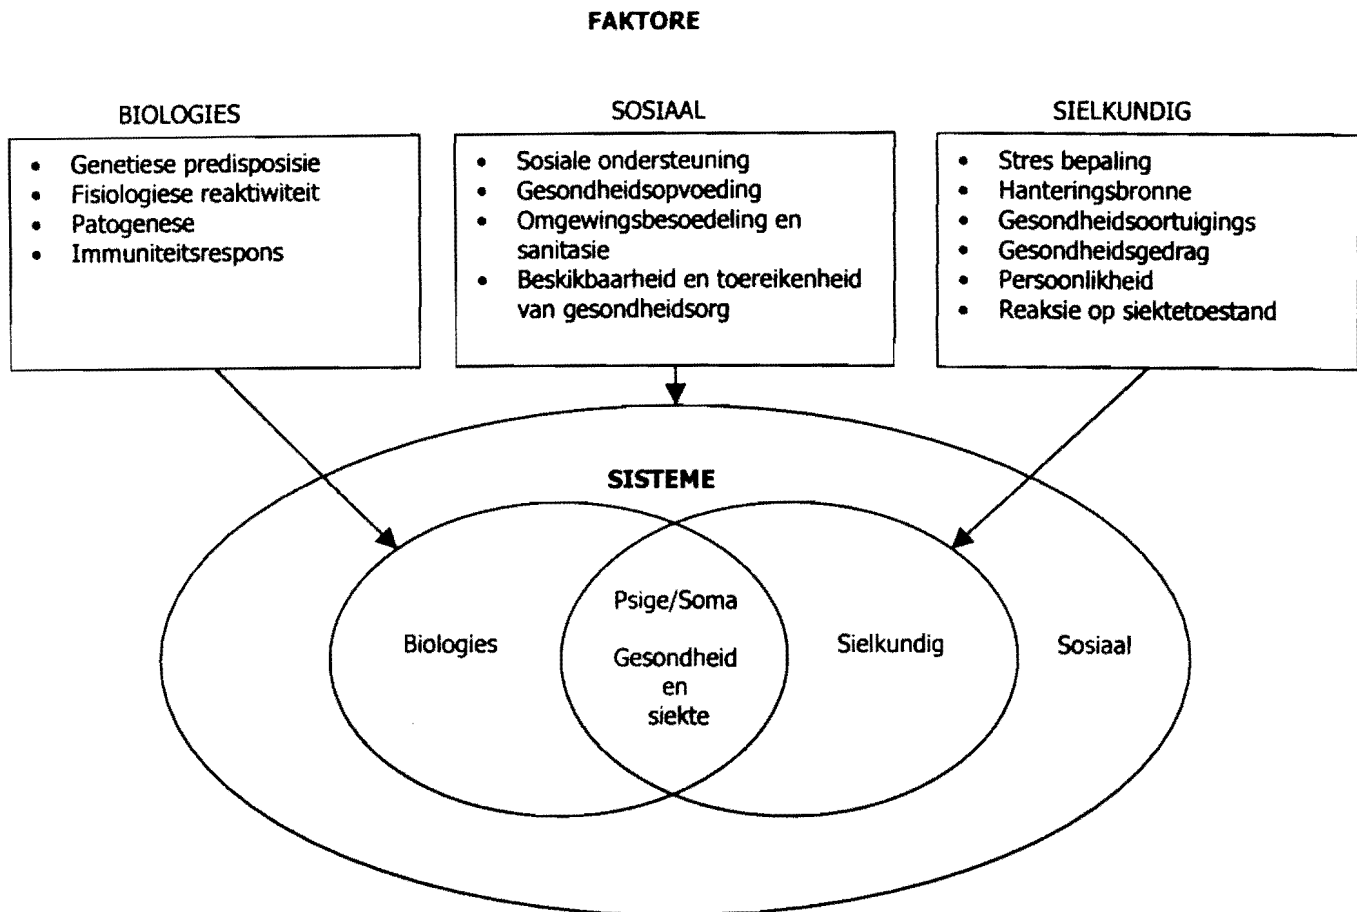 FAKTORE
BIOLOGIES
• Genetiese predisposisie
• Fisiologiese reaktiwiteit
• Patogenese
• Immuniteitsrespons
SOSIAAL
• Sosiale ondersteuning
• Gesondheidsopvoeding
• Omgewingsbesoedeling en
sanitasie
• Beskikbaarheid en toereikenheid
van gesondheidsorg
SIELKUNDIG
• Stres bepaling
• Hanteringsbronne
• Gesondheidsoortuigings
• Gesondheidsgedrag
• Persoonlikheid
• Reaksie op siektetoestand
SISTEME
Biologies
Psige/Soma
Gesondheid
en
siekte
Sielkundig
Sosiaal